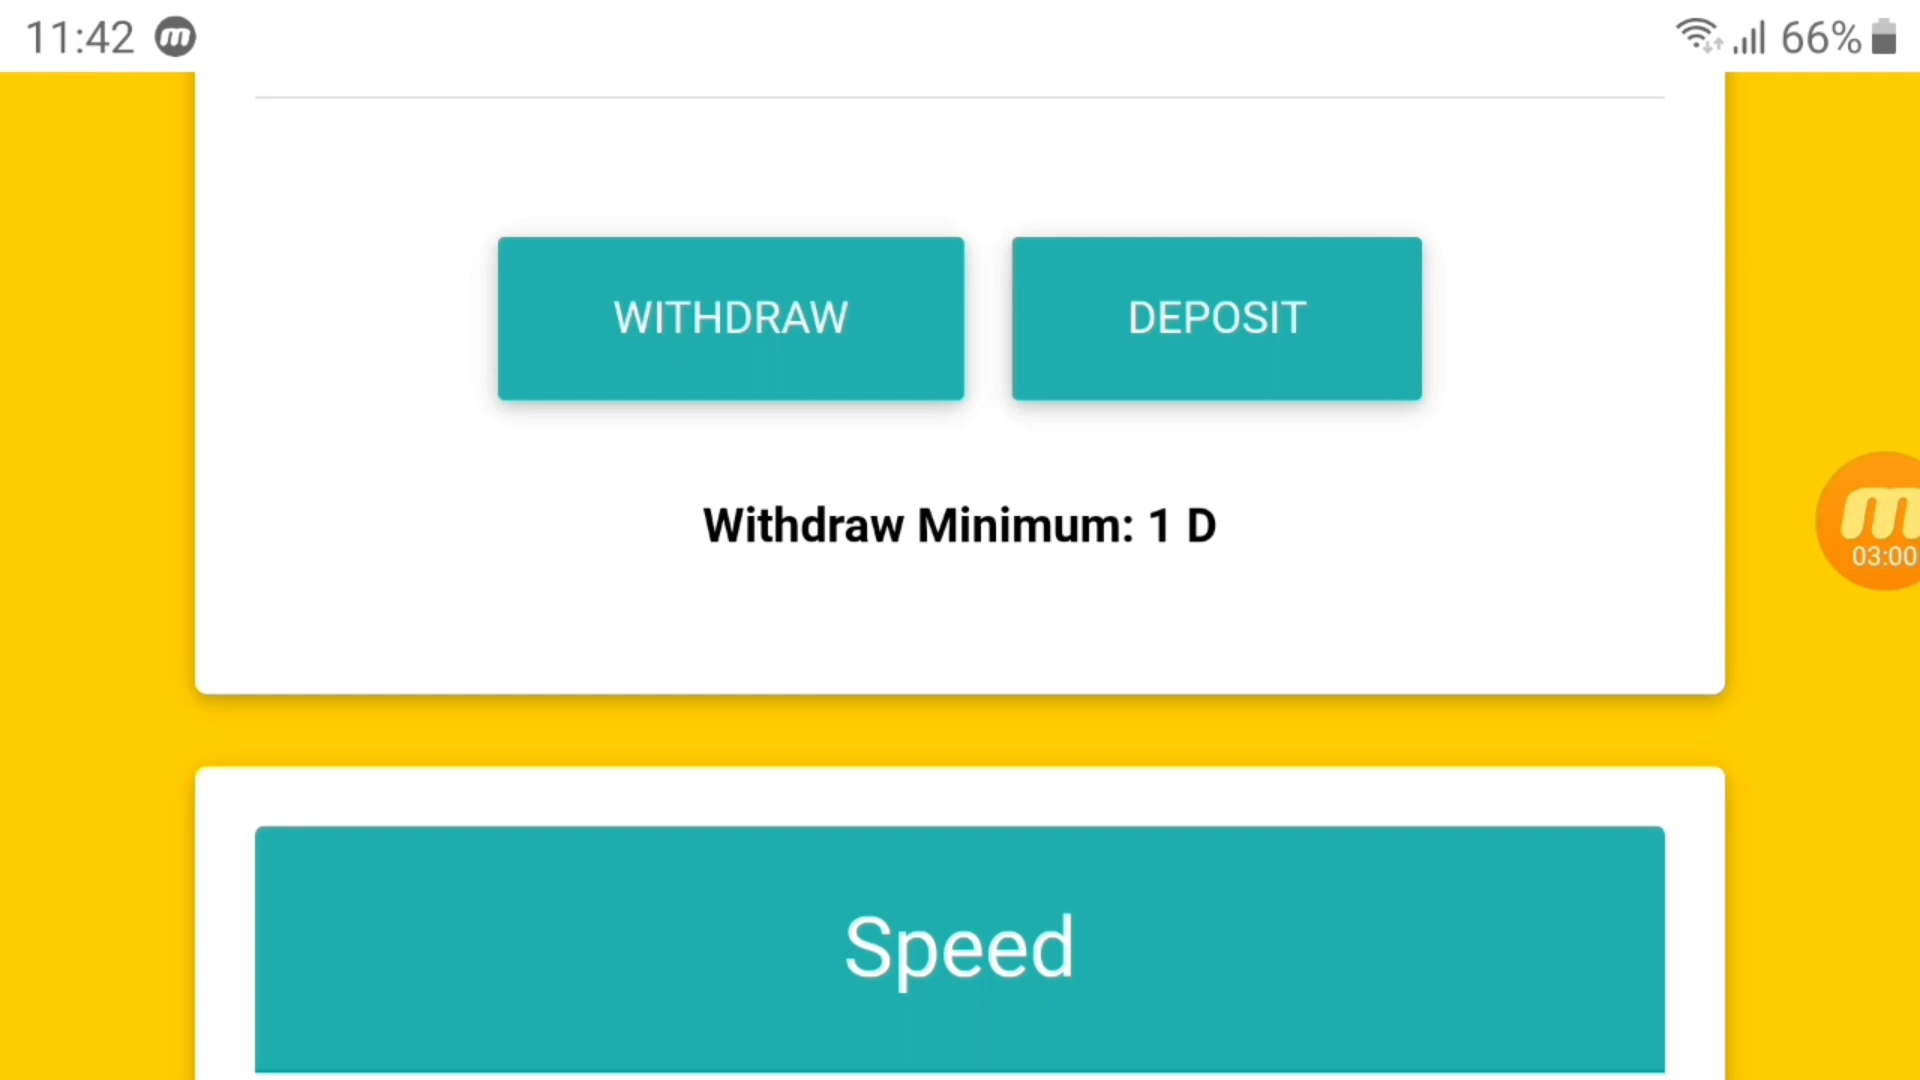 11:42 m 66%
WITHDRAW DEPOSIT
Withdraw Minimum: 1 D
m
03:00
Speed